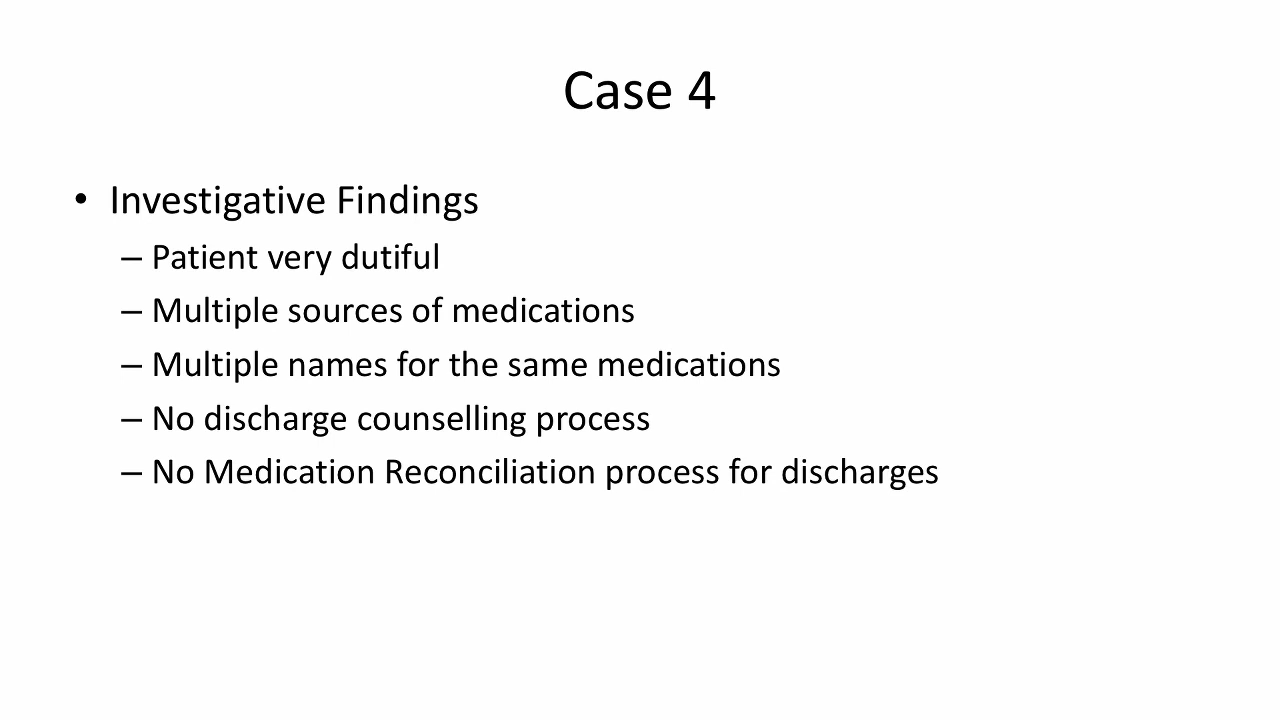 Case 4
• Investigative Findings
– Patient very dutiful
– Multiple sources of medications
– Multiple names for the same medications
– No discharge counselling process
– No Medication Reconciliation process for discharges